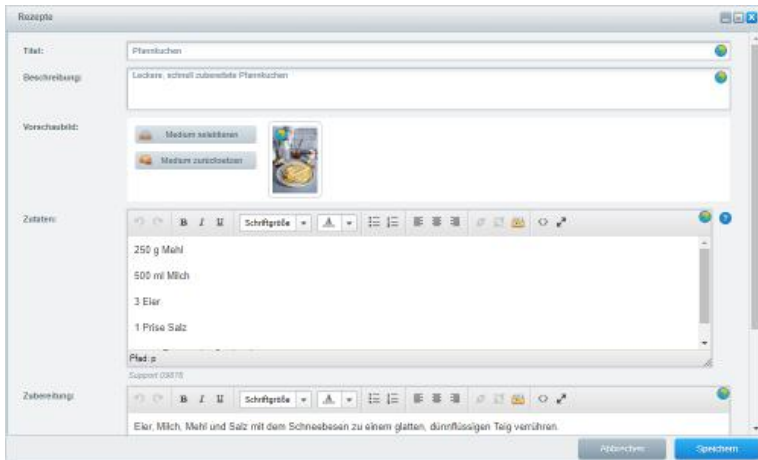 Rezepte
Titel:
Pfannkuchen
Beschreibung:
Leckere, schnell zubereitete Pfannkuchen
Vorschaubild:
Medium selektieren
Medium zurücksetzen
Zutaten:
B I U Schriftgröße A
250 g Mehl
500 ml Milch
3 Eier
1 Prise Salz
Pfad: p
Support 09876
Zubereitung:
B I U Schriftgröße A
Eier, Milch, Mehl und Salz mit dem Schneebesen zu einem glatten, dünnflüssigen Teig verrühren.
Abbrechen Speichern